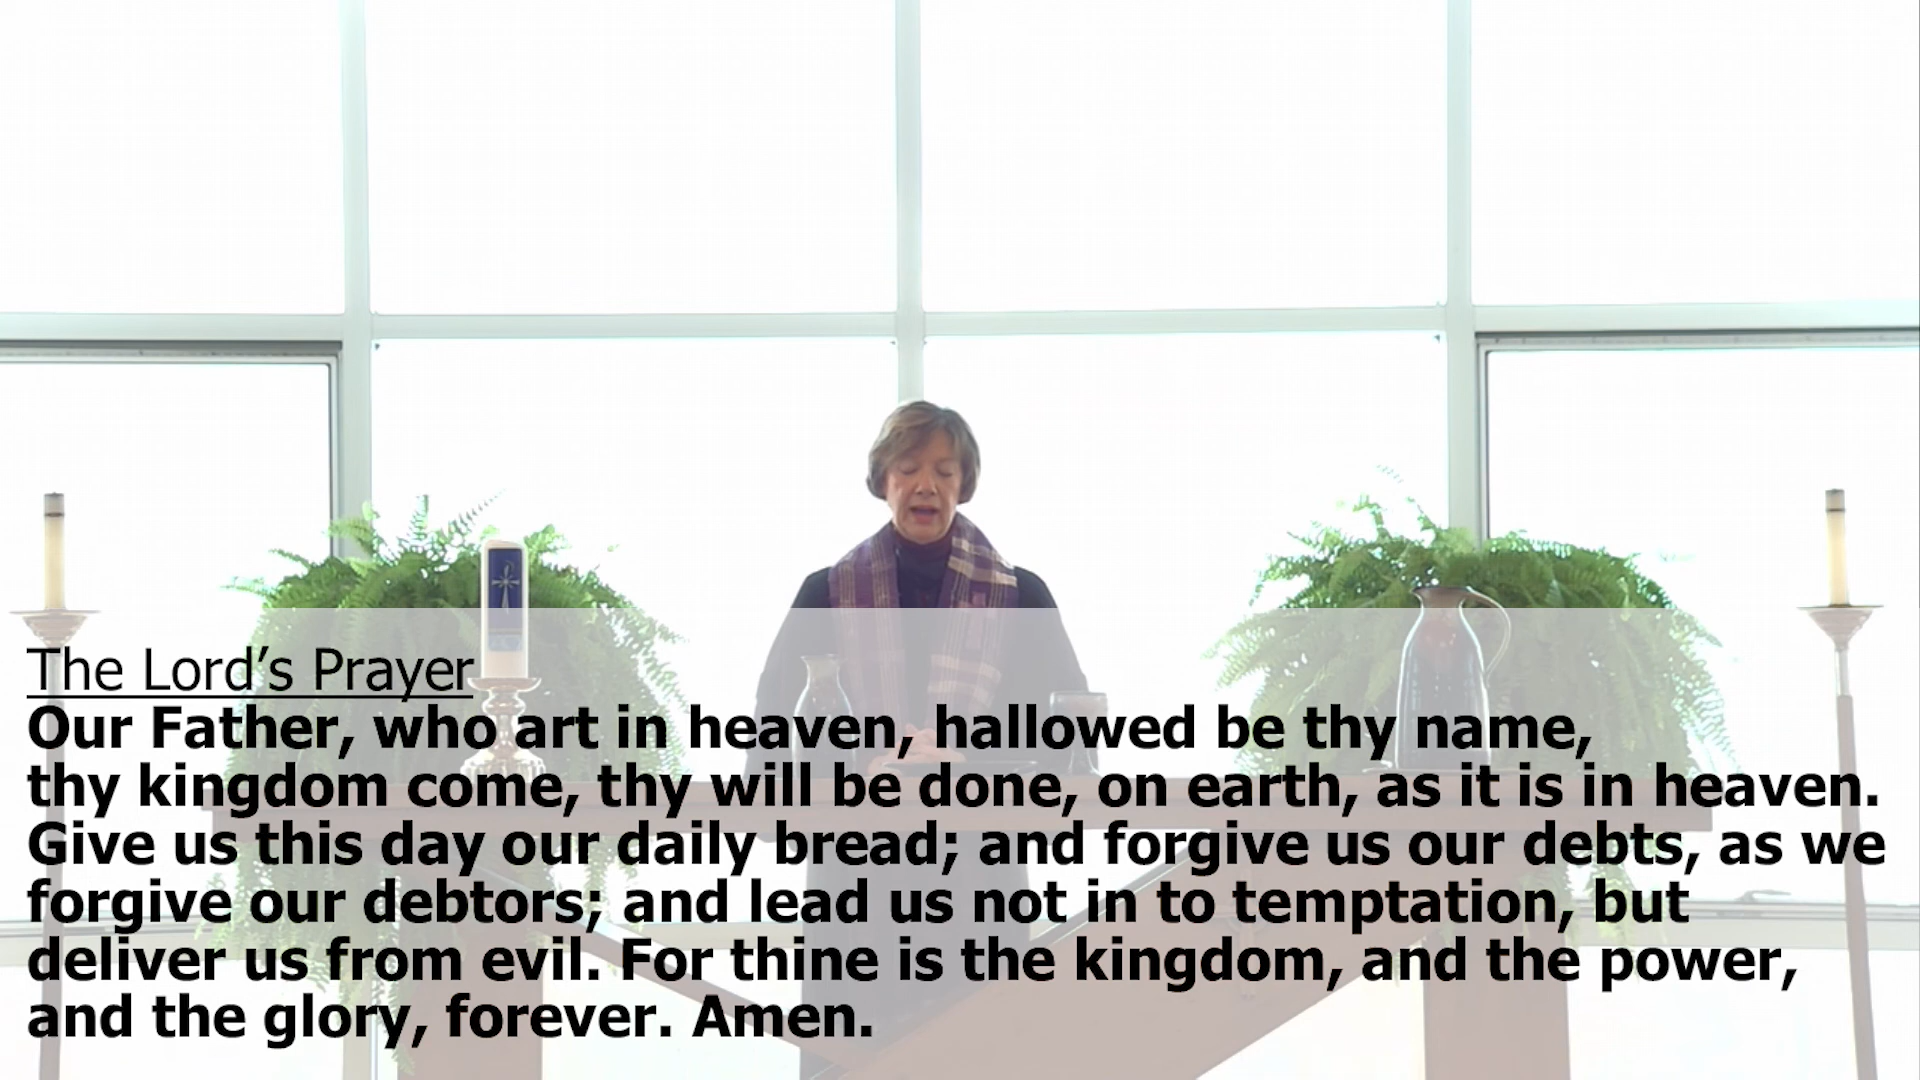 The Lord’s Prayer
Our Father, who art in heaven, hallowed be thy name,
thy kingdom come, thy will be done, on earth, as it is in heaven.
Give us this day our daily bread; and forgive us our debts, as we
forgive our debtors; and lead us not in to temptation, but
deliver us from evil. For thine is the kingdom, and the power,
and the glory, forever. Amen.